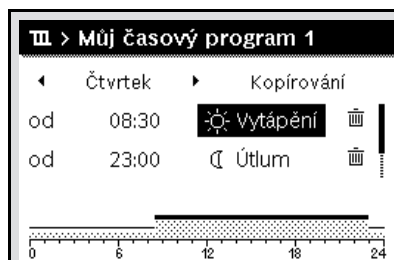 > Můj časový program 1
Čtvrtek Kopírování
od 08:30 Vytápění
od 23:00 Útlum
0 6 12 18 24